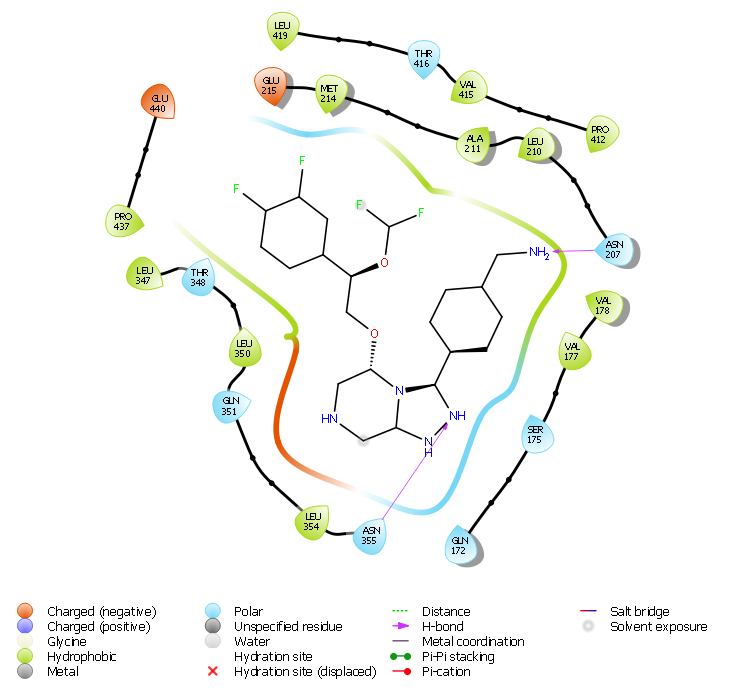 LEU
419
THR
416
GLU
215
MET
214
VAL
415
GLU
440
PRO
412
ALA
211
LEU
210
F
F
F
F
PRO
437
NH2
ASN
207
O
LEU
347
THR
348
VAL
178
O
LEU
350
VAL
177
N
GLN
351
HN
NH
SER
175
N
H
LEU
354
ASN
355
GLN
172
Charged (negative)
Charged (positive)
Glycine
Hydrophobic
Metal
Polar
Unspecified residue
Water
Hydration site
Hydration site (displaced)
Distance
H-bond
Metal coordination
Pi-Pi stacking
Pi-cation
Salt bridge
Solvent exposure